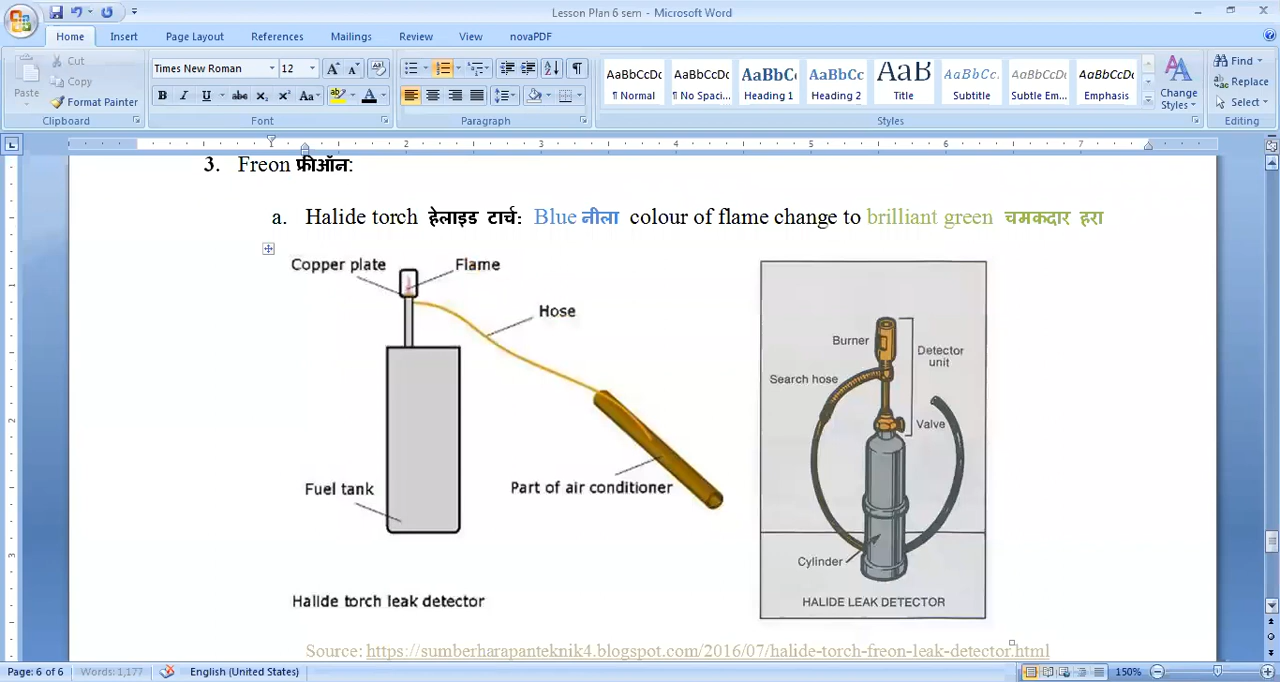 Lesson Plan 6 sem - Microsoft Word
Home Insert Page Layout References Mailings Review View novaPDF
Paste Cut Copy Format Painter
Clipboard
Times New Roman 12
Font
Paragraph
AaBbCcDc AaBbCcDc AaBbC AaBbCc AaB AaBbCc. AaBbCcDc AaBbCcDc
¶ Normal ¶ No Spaci... Heading 1 Heading 2 Title Subtitle Subtle Em... Emphasis
Styles
Change Styles
Find
Replace
Select
Editing
2 3 4 5 6 7
3. Freon फ्रीऑन:
a. Halide torch हेलाइड टार्च: Blue नीला colour of flame change to brilliant green चमकदार हरा
Copper plate
Flame
Hose
Fuel tank
Part of air conditioner
Halide torch leak detector
Burner
Detector unit
Search hose
Valve
Cylinder
HALIDE LEAK DETECTOR
Source: https://sumberharapanteknik4.blogspot.com/2016/07/halide-torch-freon-leak-detector.html
Page: 6 of 6 Words: 1,177 English (United States) 150%